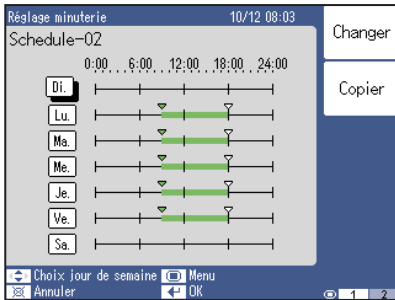 Réglage minuterie 10/12 08:03
Changer
Schedule-02
Copier
0:00 6:00 12:00 18:00 24:00
Di.
Lu.
Ma.
Me.
Je.
Ve.
Sa.
Choix jour de semaine Menu
Annuler OK
1 2